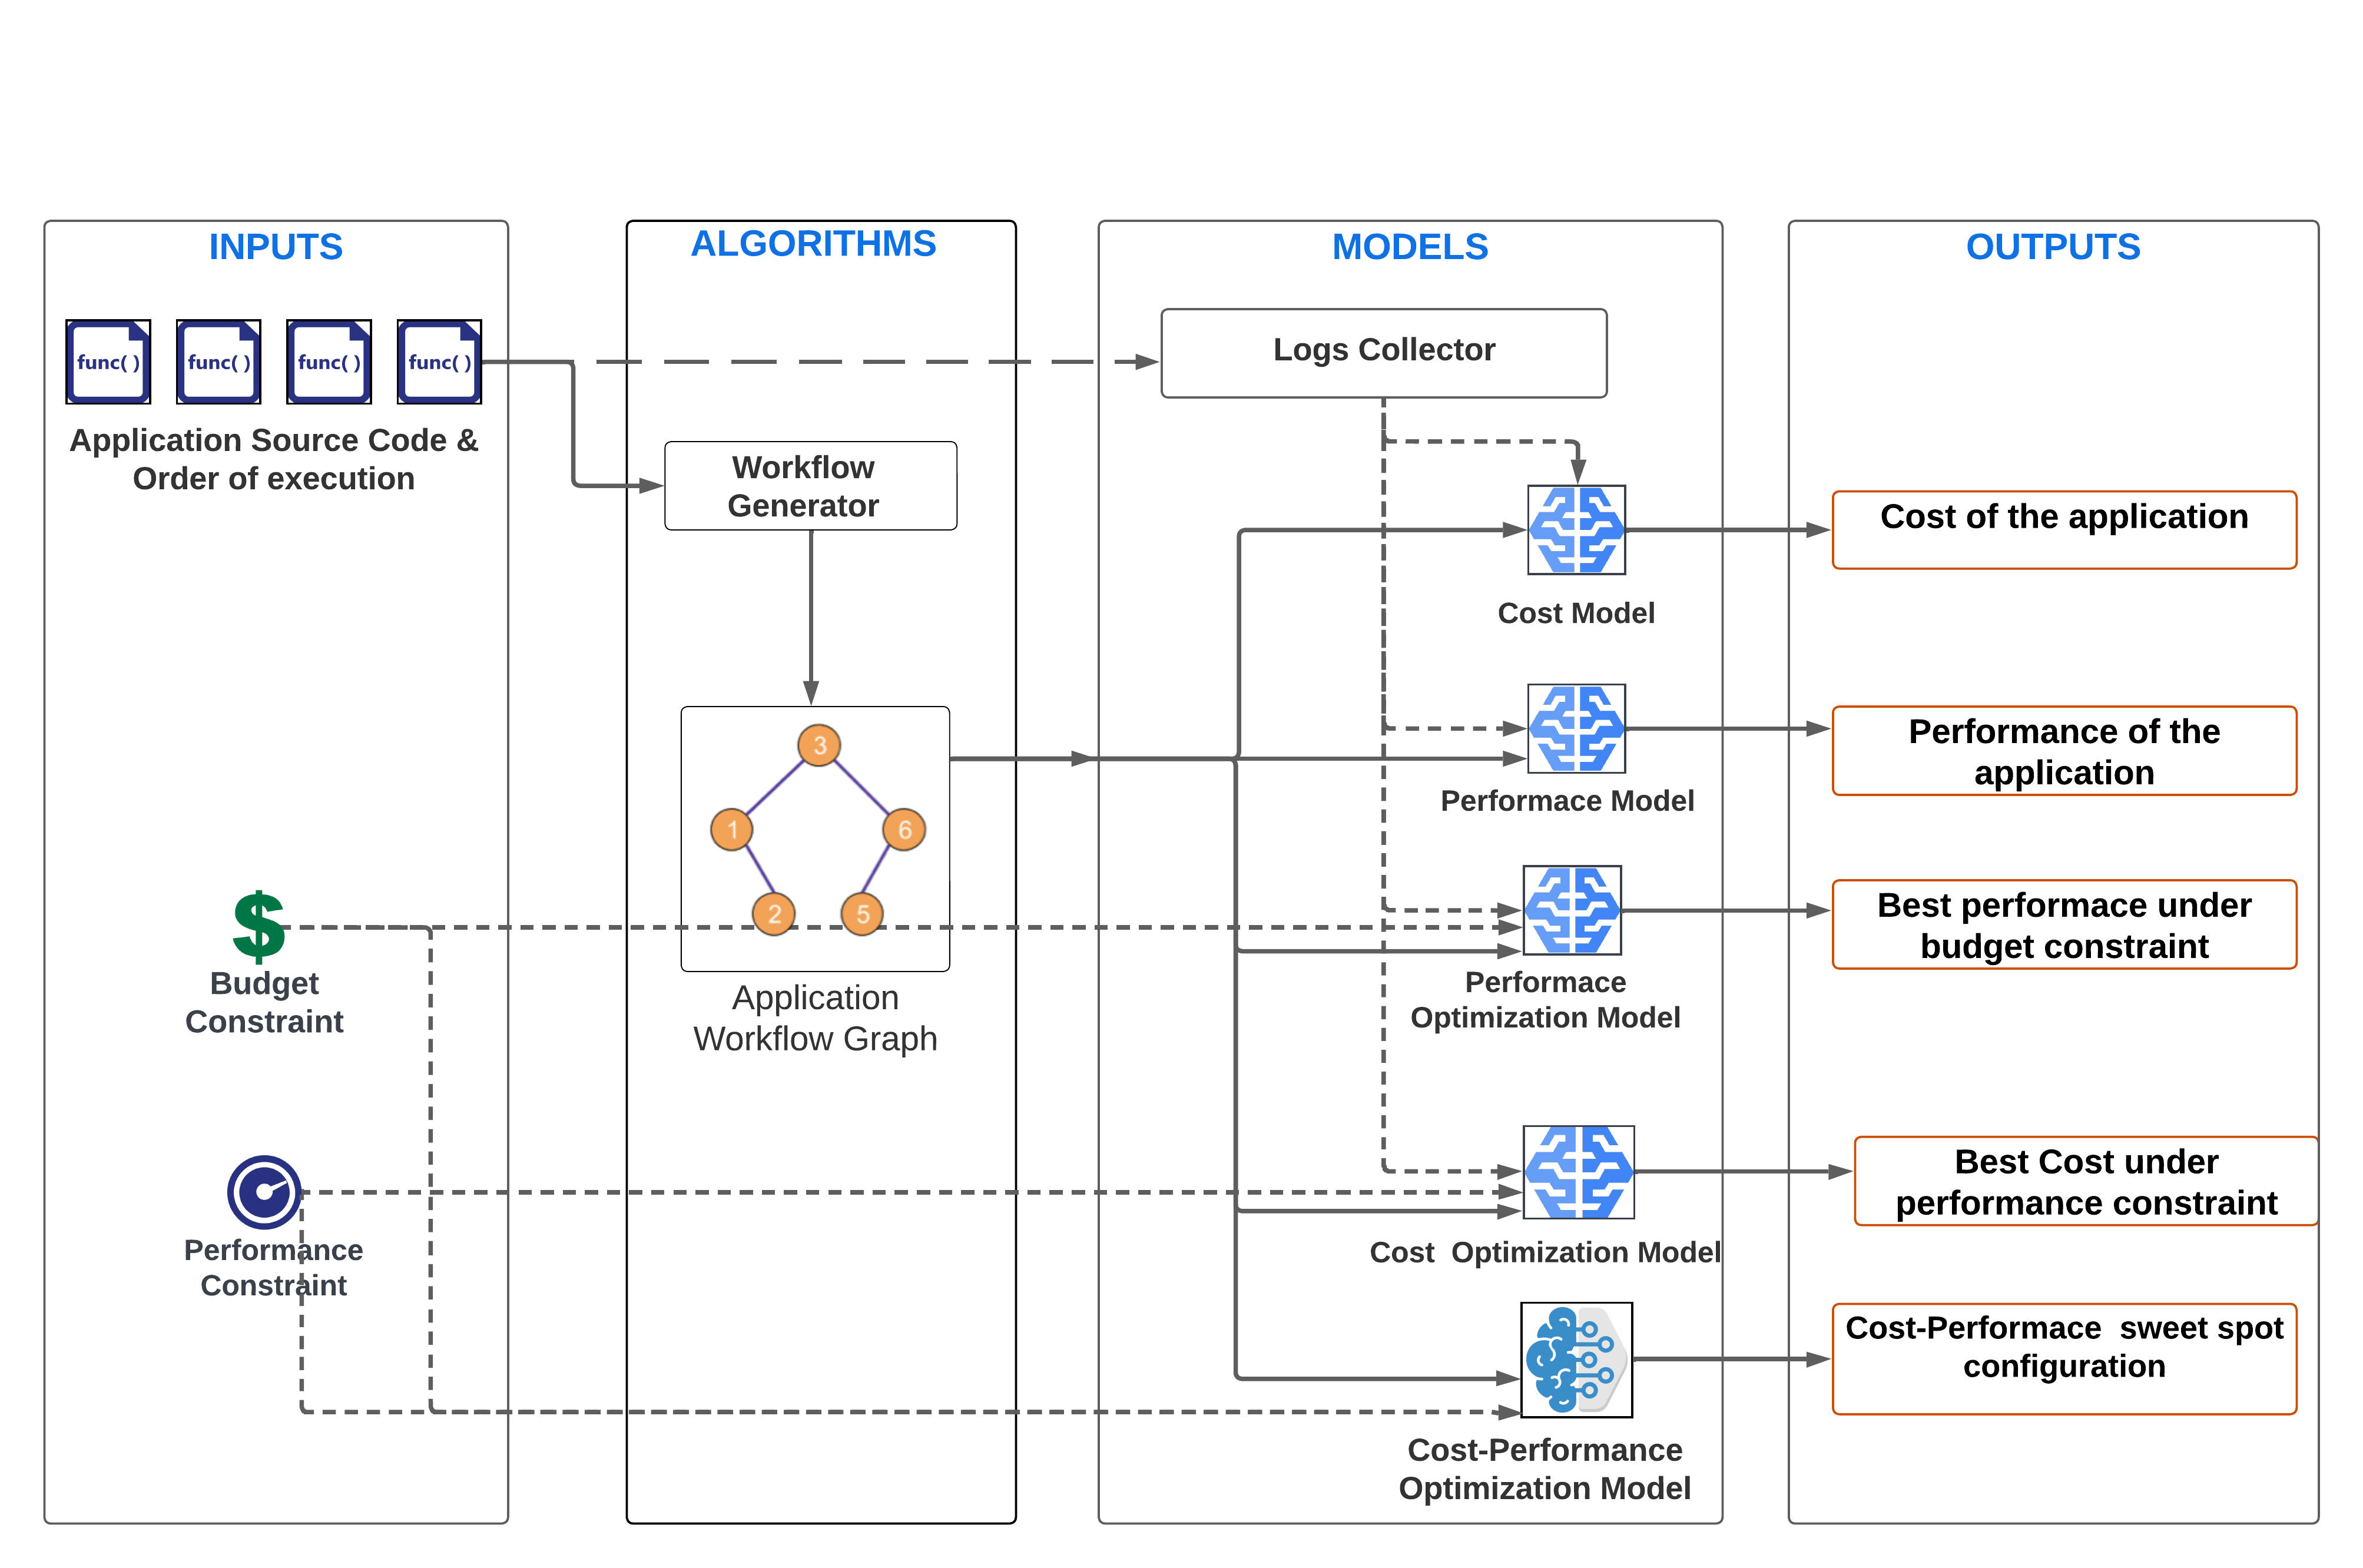 INPUTS
func( )
func( )
func( )
func( )
Application Source Code &
Order of execution
$
Budget
Constraint
Performance
Constraint
ALGORITHMS
Workflow
Generator
3
1
6
2
5
Application
Workflow Graph
MODELS
Logs Collector
Cost Model
Performace Model
Performace
Optimization Model
Cost  Optimization Model
Cost-Performance
Optimization Model
OUTPUTS
Cost of the application
Performance of the
application
Best performace under
budget constraint
Best Cost under
performance constraint
Cost-Performace  sweet spot
configuration